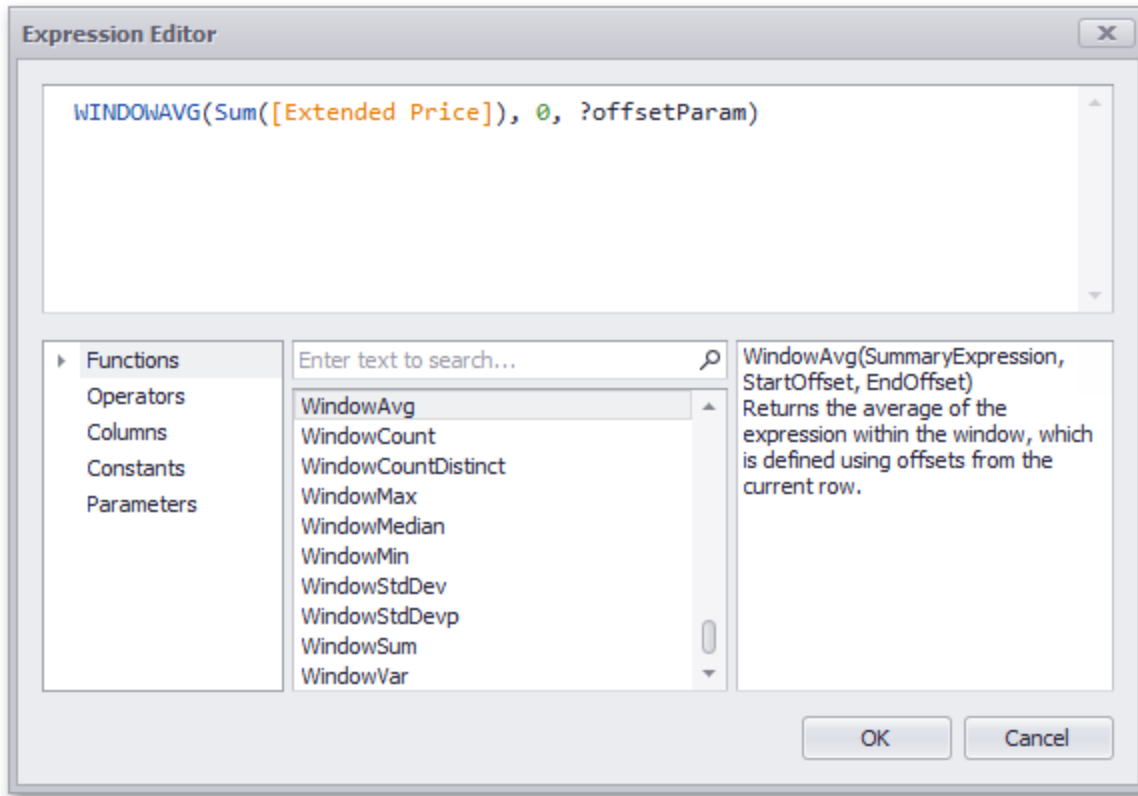 Expression Editor
WINDOWAVG(Sum([Extended Price]), 0, ?offsetParam)
Functions
Operators
Columns
Constants
Parameters
Enter text to search...
WindowAvg
WindowCount
WindowCountDistinct
WindowMax
WindowMedian
WindowMin
WindowStdDev
WindowStdDevp
WindowSum
WindowVar
WindowAvg(SummaryExpression,
StartOffset, EndOffset)
Returns the average of the
expression within the window, which
is defined using offsets from the
current row.
OK
Cancel